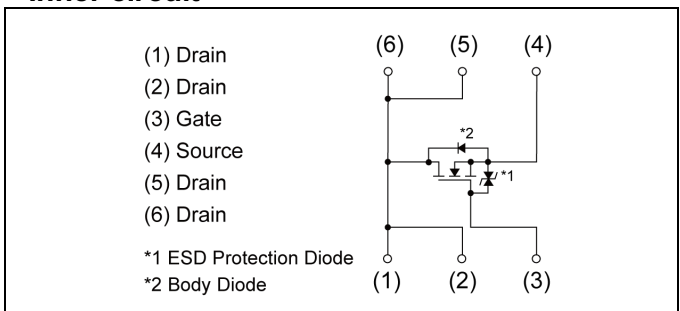 (1) Drain
(2) Drain
(3) Gate
(4) Source
(5) Drain
(6) Drain
*1 ESD Protection Diode
*2 Body Diode
(6) (5) (4)
*2
*1
(1) (2) (3)